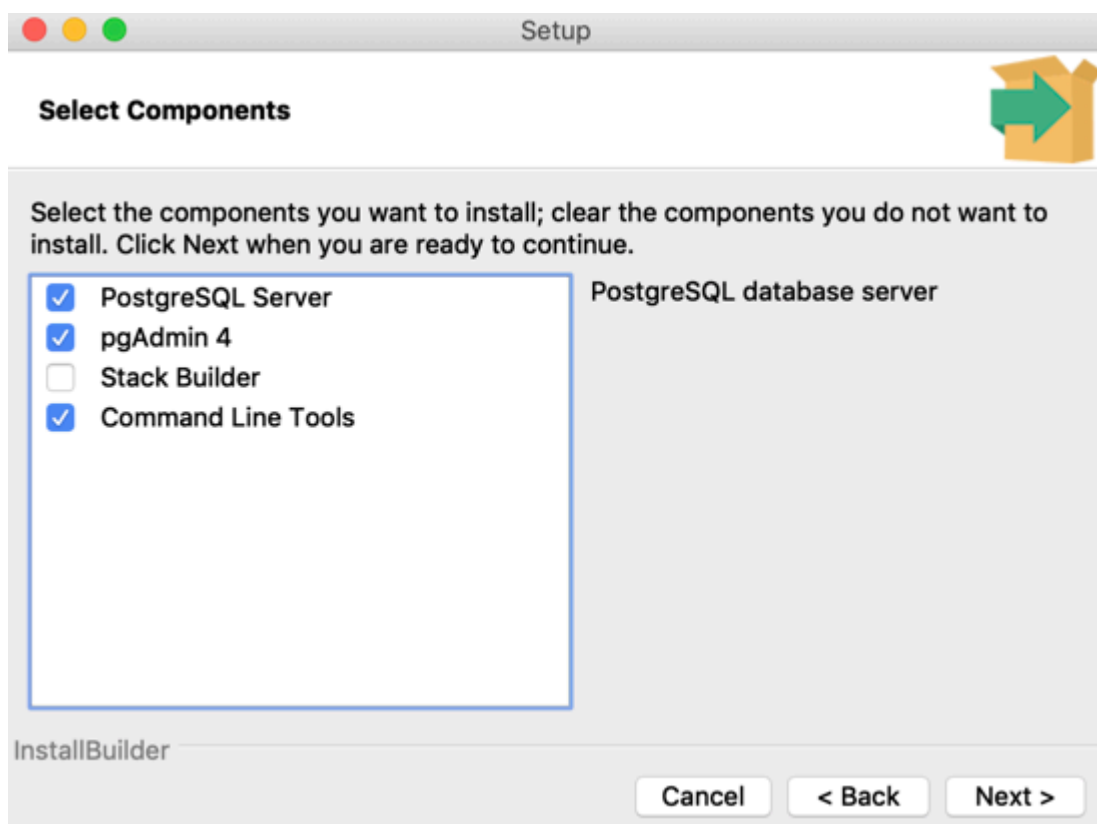 Setup
Select Components
Select the components you want to install; clear the components you do not want to
install. Click Next when you are ready to continue.
PostgreSQL Server
pgAdmin 4
Stack Builder
Command Line Tools
PostgreSQL database server
InstallBuilder
Cancel
< Back
Next >